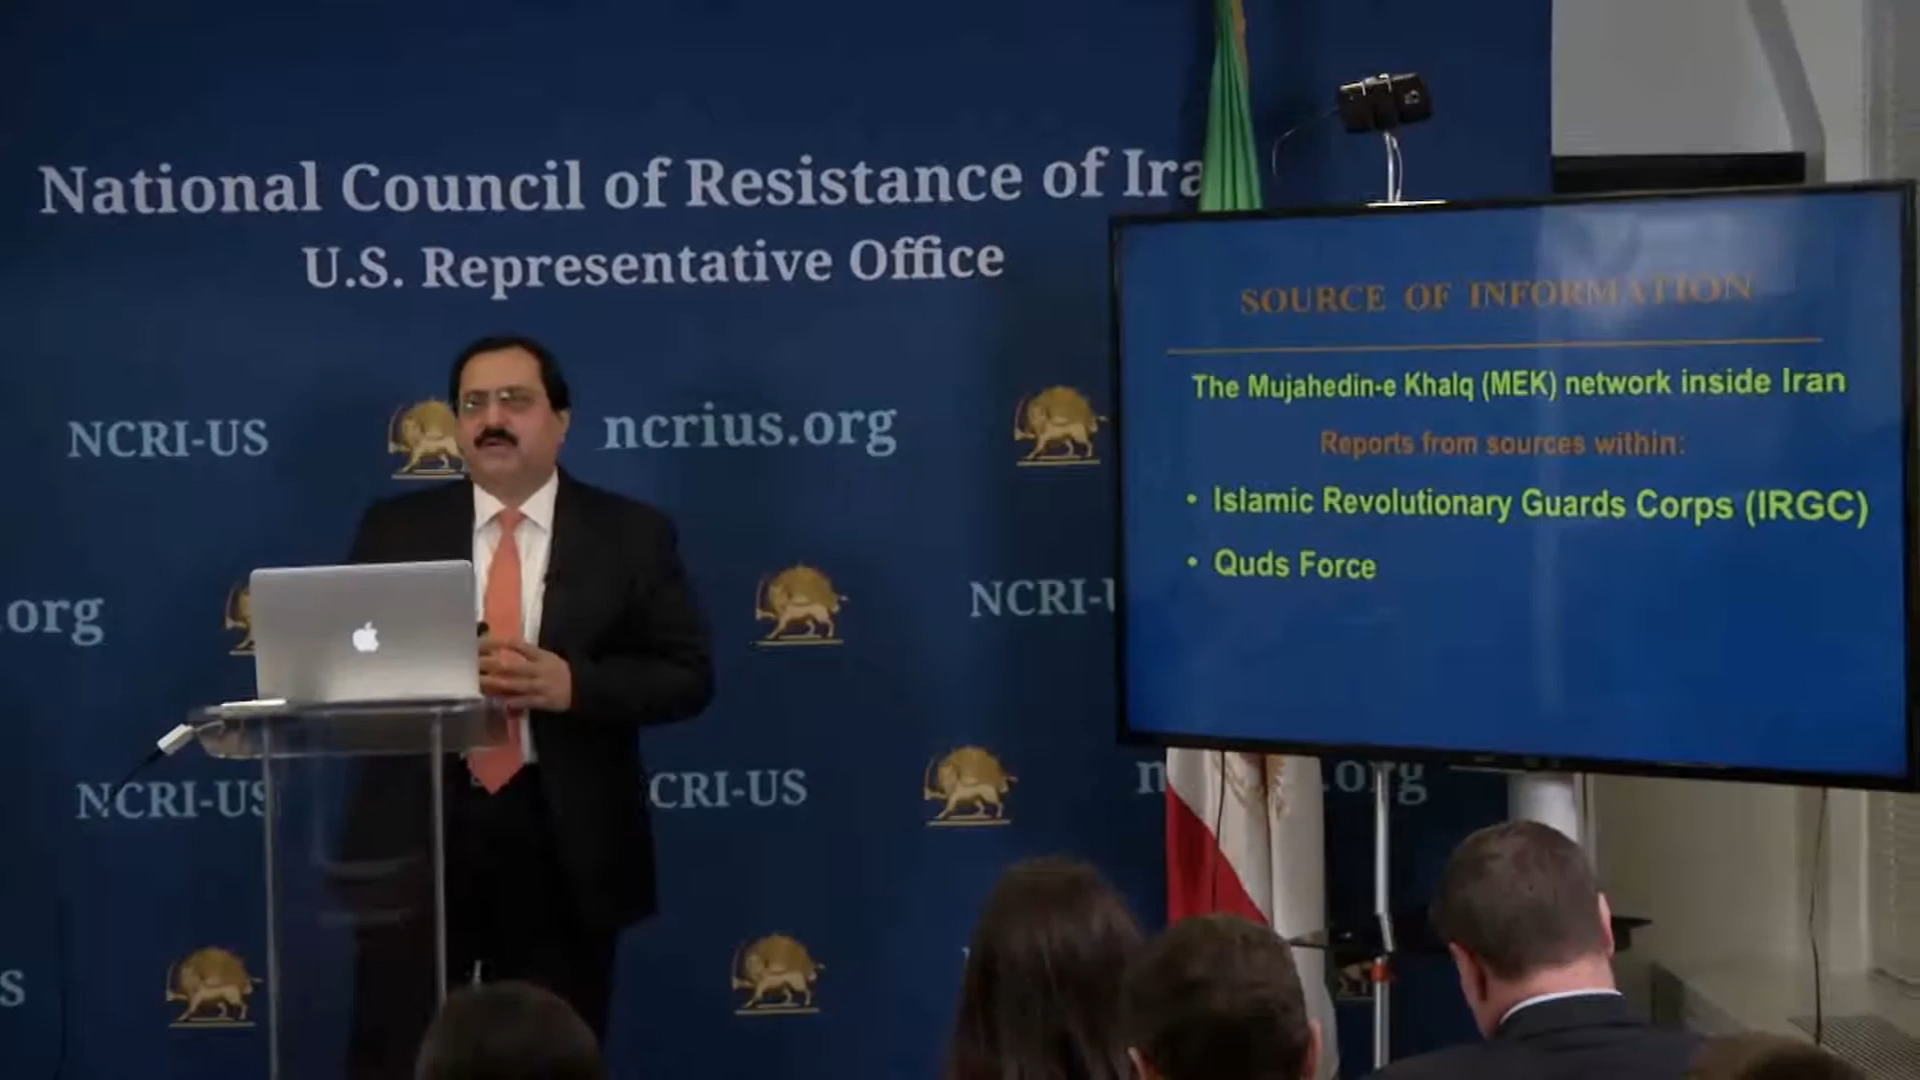 National Council of Resistance of Ira
U.S. Representative Office
NCRI-US
ncrius.org
.org
NCRI-U
NCRI-US
CRI-US
n
.org
S
SOURCE OF INFORMATION
The Mujahedin-e Khalq (MEK) network inside Iran
Reports from sources within:
• Islamic Revolutionary Guards Corps (IRGC)
• Quds Force